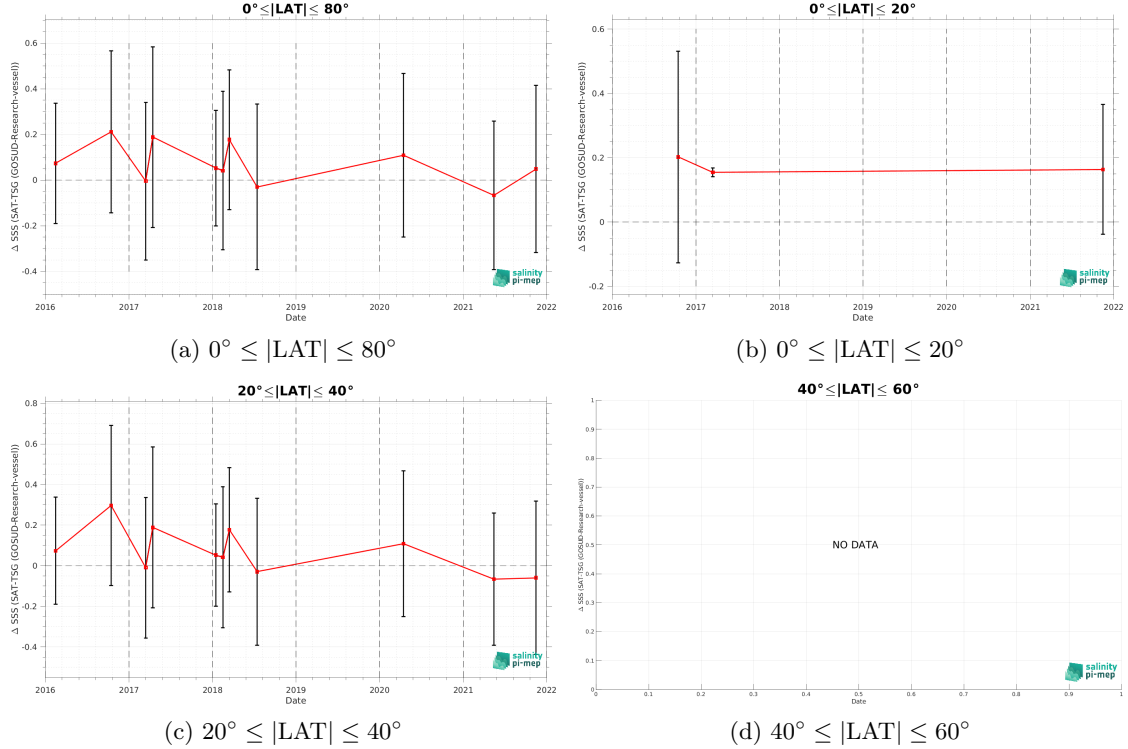 0°≤|LAT|≤ 80°
Δ SSS (SAT-TSG (GOSUD-Research-vessel))
0.6
0.4
0.2
0
-0.2
-0.4
2016 2017 2018 2019 2020 2021 2022
Date
salinity
pi-mep
(a) 0° ≤ |LAT| ≤ 80°
0°≤|LAT|≤ 20°
Δ SSS (SAT-TSG (GOSUD-Research-vessel))
0.6
0.4
0.2
0
-0.2
2016 2017 2018 2019 2020 2021 2022
Date
salinity
pi-mep
(b) 0° ≤ |LAT| ≤ 20°
20°≤|LAT|≤ 40°
Δ SSS (SAT-TSG (GOSUD-Research-vessel))
0.8
0.6
0.4
0.2
0
-0.2
-0.4
2016 2017 2018 2019 2020 2021 2022
Date
salinity
pi-mep
(c) 20° ≤ |LAT| ≤ 40°
40°≤|LAT|≤ 60°
Δ SSS (SAT-TSG (GOSUD-Research-vessel))
1
0.9
0.8
0.7
0.6
0.5
0.4
0.3
0.2
0.1
0
NO DATA
0 0.1 0.2 0.3 0.4 0.5 0.6 0.7 0.8 0.9 1
Date
salinity
pi-mep
(d) 40° ≤ |LAT| ≤ 60°